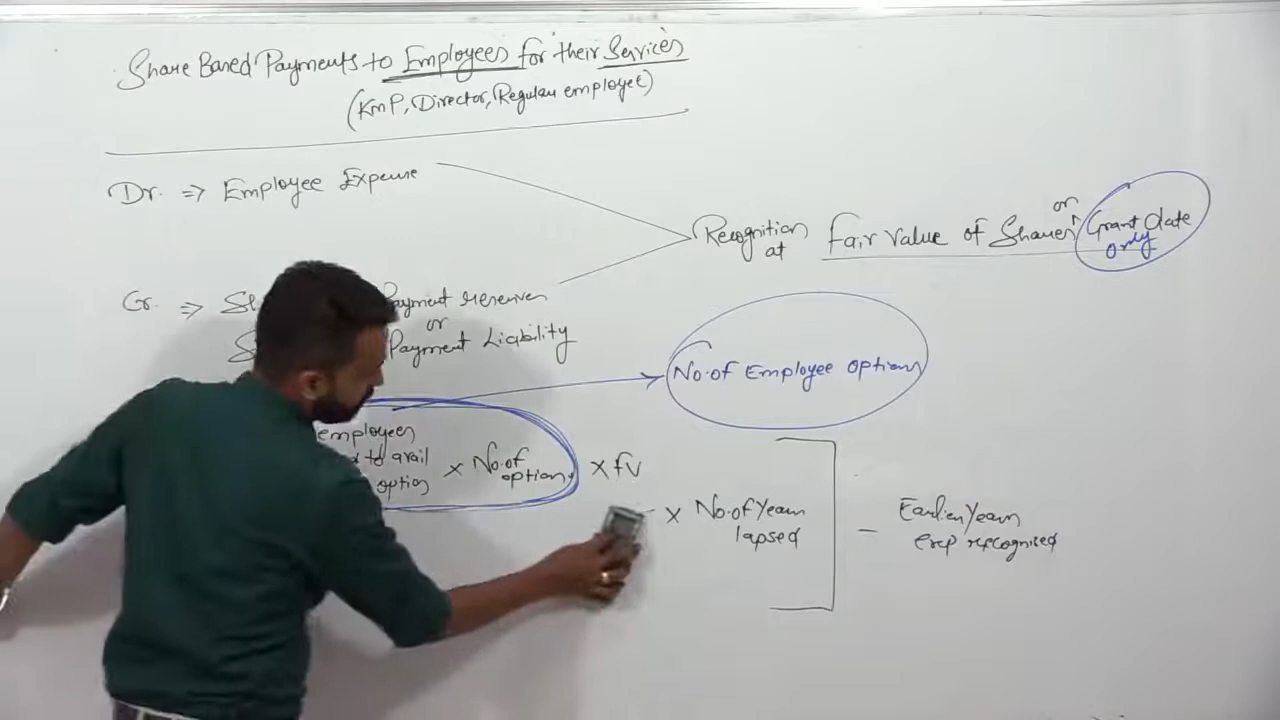 Share Based Payments to Employees for their Services
(KMP, Director, Regular employee)
Dr. ⇒ Employee Expense
Recognition at
Fair Value of Shares or Grant date only
Cr. ⇒
Payment reserves
or
Payment Liability
No. of Employee Options
employees
to avail
option
× No. of options
× FV
× No. of Years lapsed
– Earlier Years exp recognised